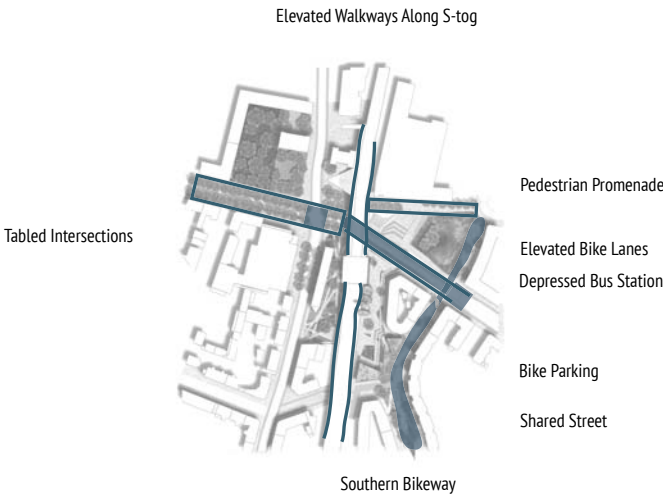 Elevated Walkways Along S-tog
Pedestrian Promenade
Tabled Intersections
Elevated Bike Lanes
Depressed Bus Station
Bike Parking
Shared Street
Southern Bikeway